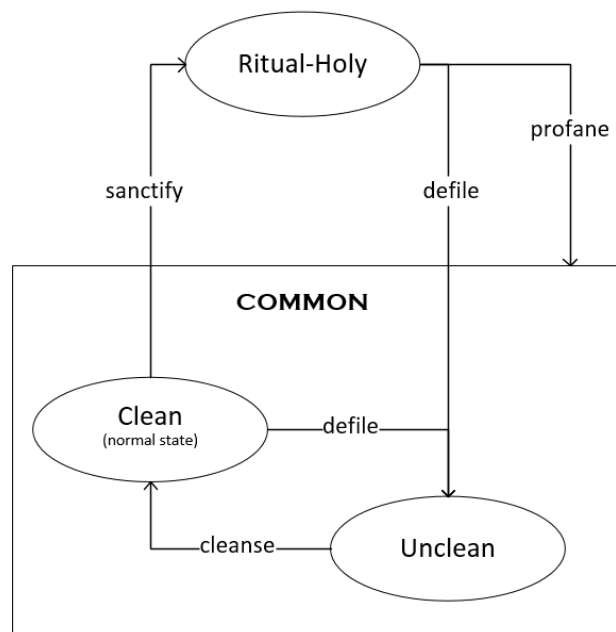 Ritual-Holy
profane
sanctify
defile
COMMON
Clean
(normal state)
defile
cleanse
Unclean